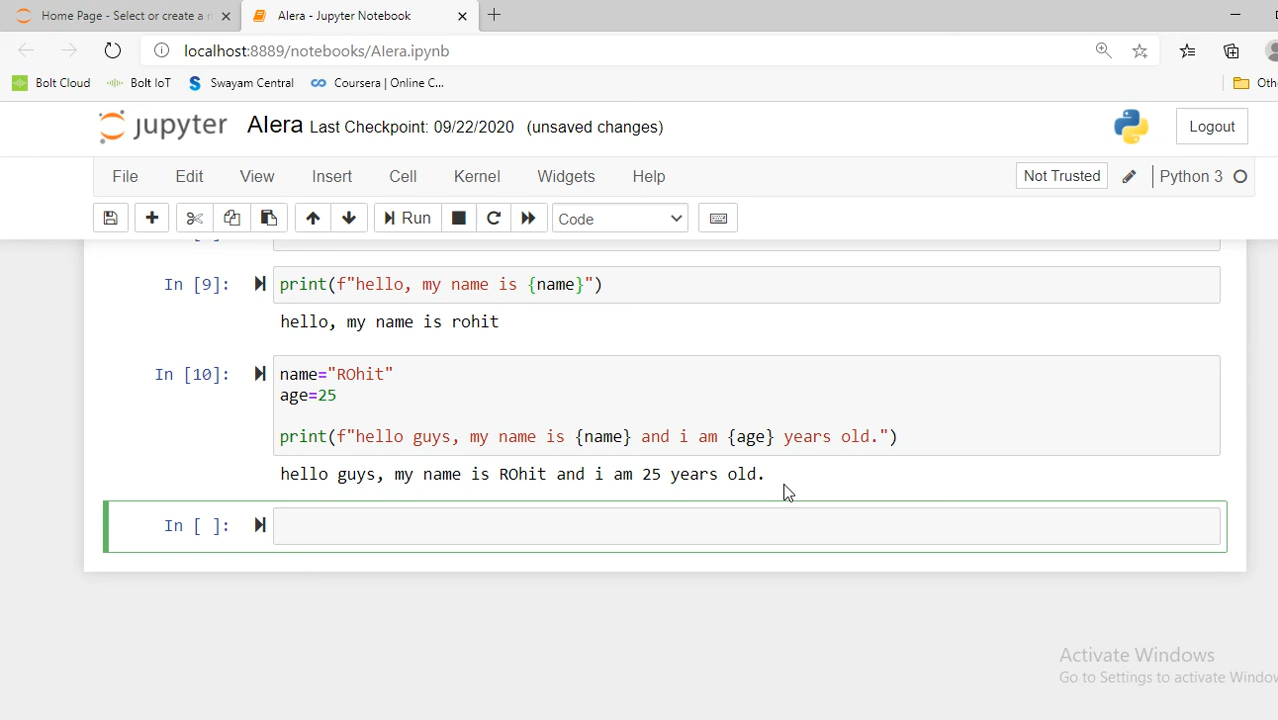 Home Page - Select or create a n
Alera - Jupyter Notebook
localhost:8889/notebooks/Alera.ipynb
Bolt Cloud
Bolt IoT
Swayam Central
Coursera | Online C...
Oth
jupyter
Alera Last Checkpoint: 09/22/2020 (unsaved changes)
Logout
File
Edit
View
Insert
Cell
Kernel
Widgets
Help
Not Trusted
Python 3
Run
Code
In [9]:
print(f"hello, my name is {name}")
hello, my name is rohit
In [10]:
name="ROhit"
age=25
print(f"hello guys, my name is {name} and i am {age} years old.")
hello guys, my name is ROhit and i am 25 years old.
In [ ]:
Activate Windows
Go to Settings to activate Window